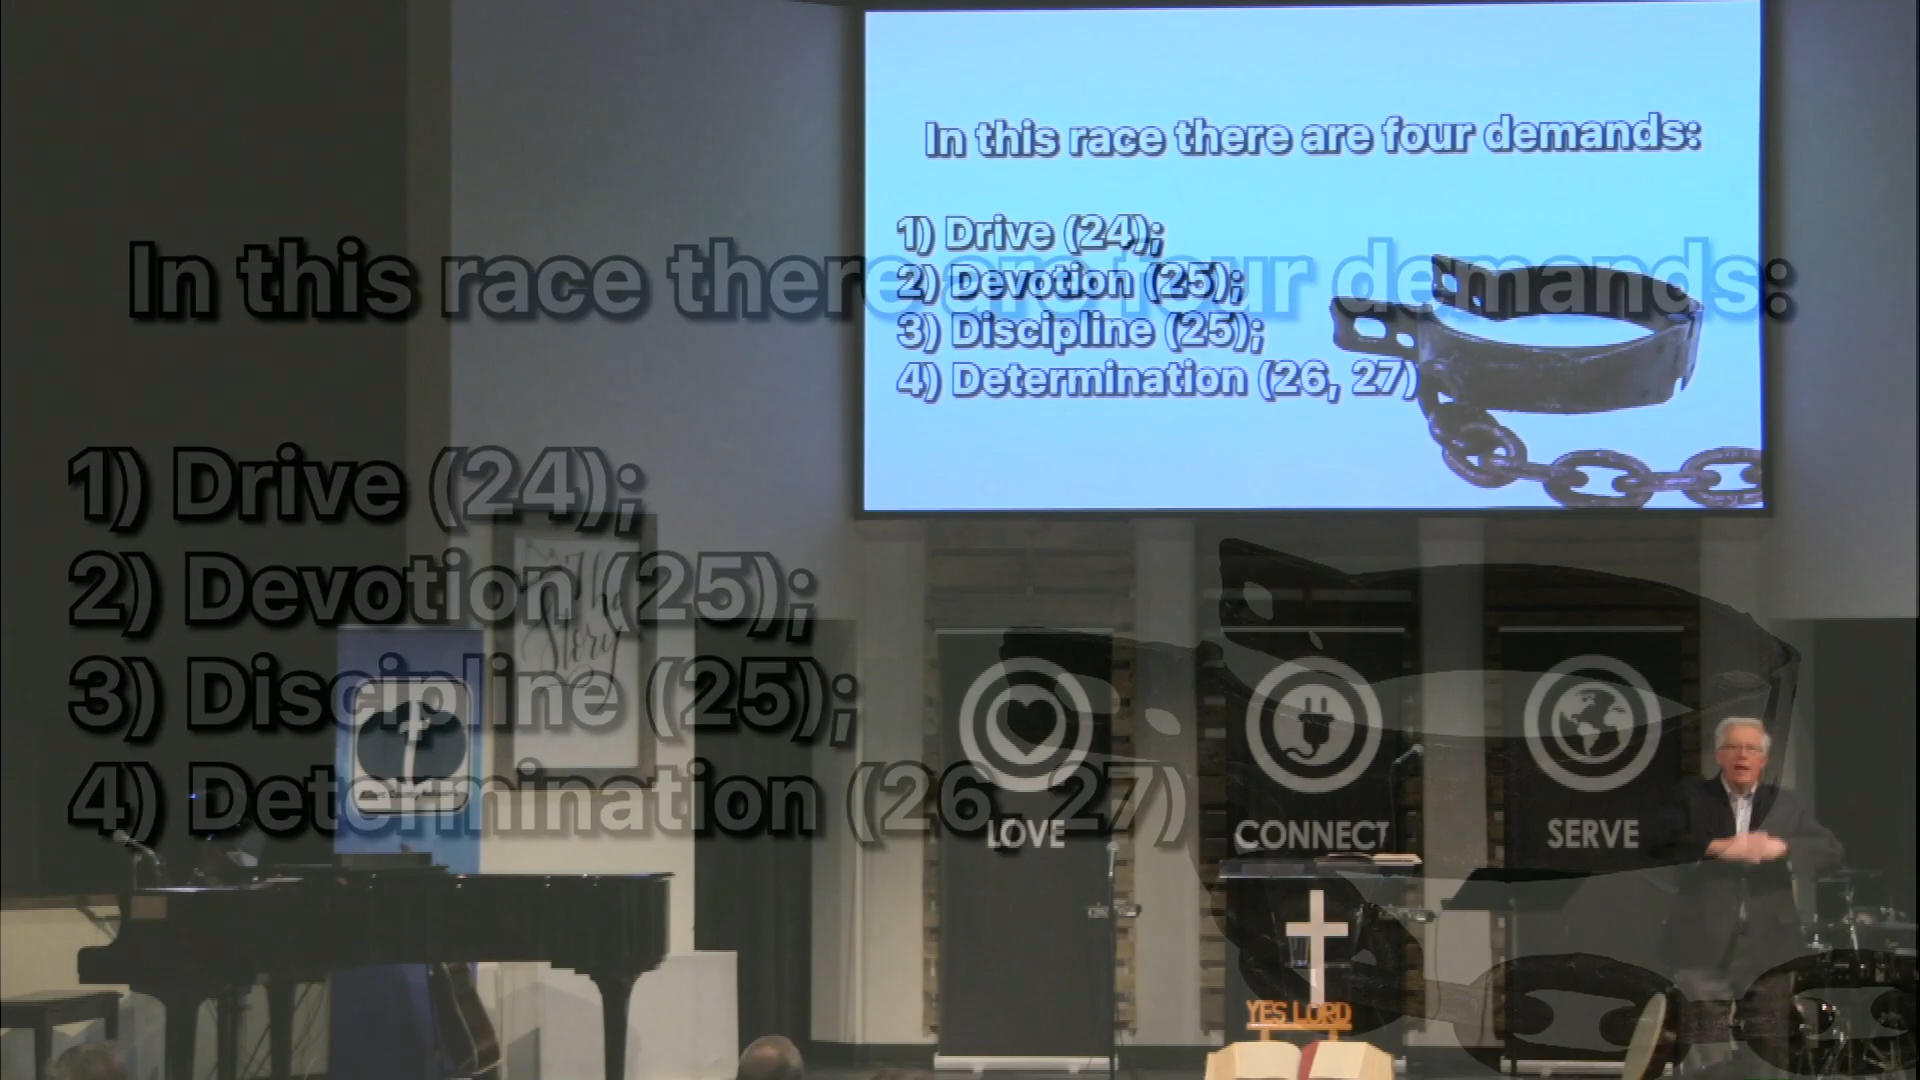 In this race there are four demands:
1) Drive (24);
2) Devotion (25);
3) Discipline (25);
4) Determination (26, 27)
In this race there are four demands:
1) Drive (24);
2) Devotion (25);
3) Discipline (25);
4) Determination (26, 27)
The
Story
LOVE
CONNECT
SERVE
YES LORD